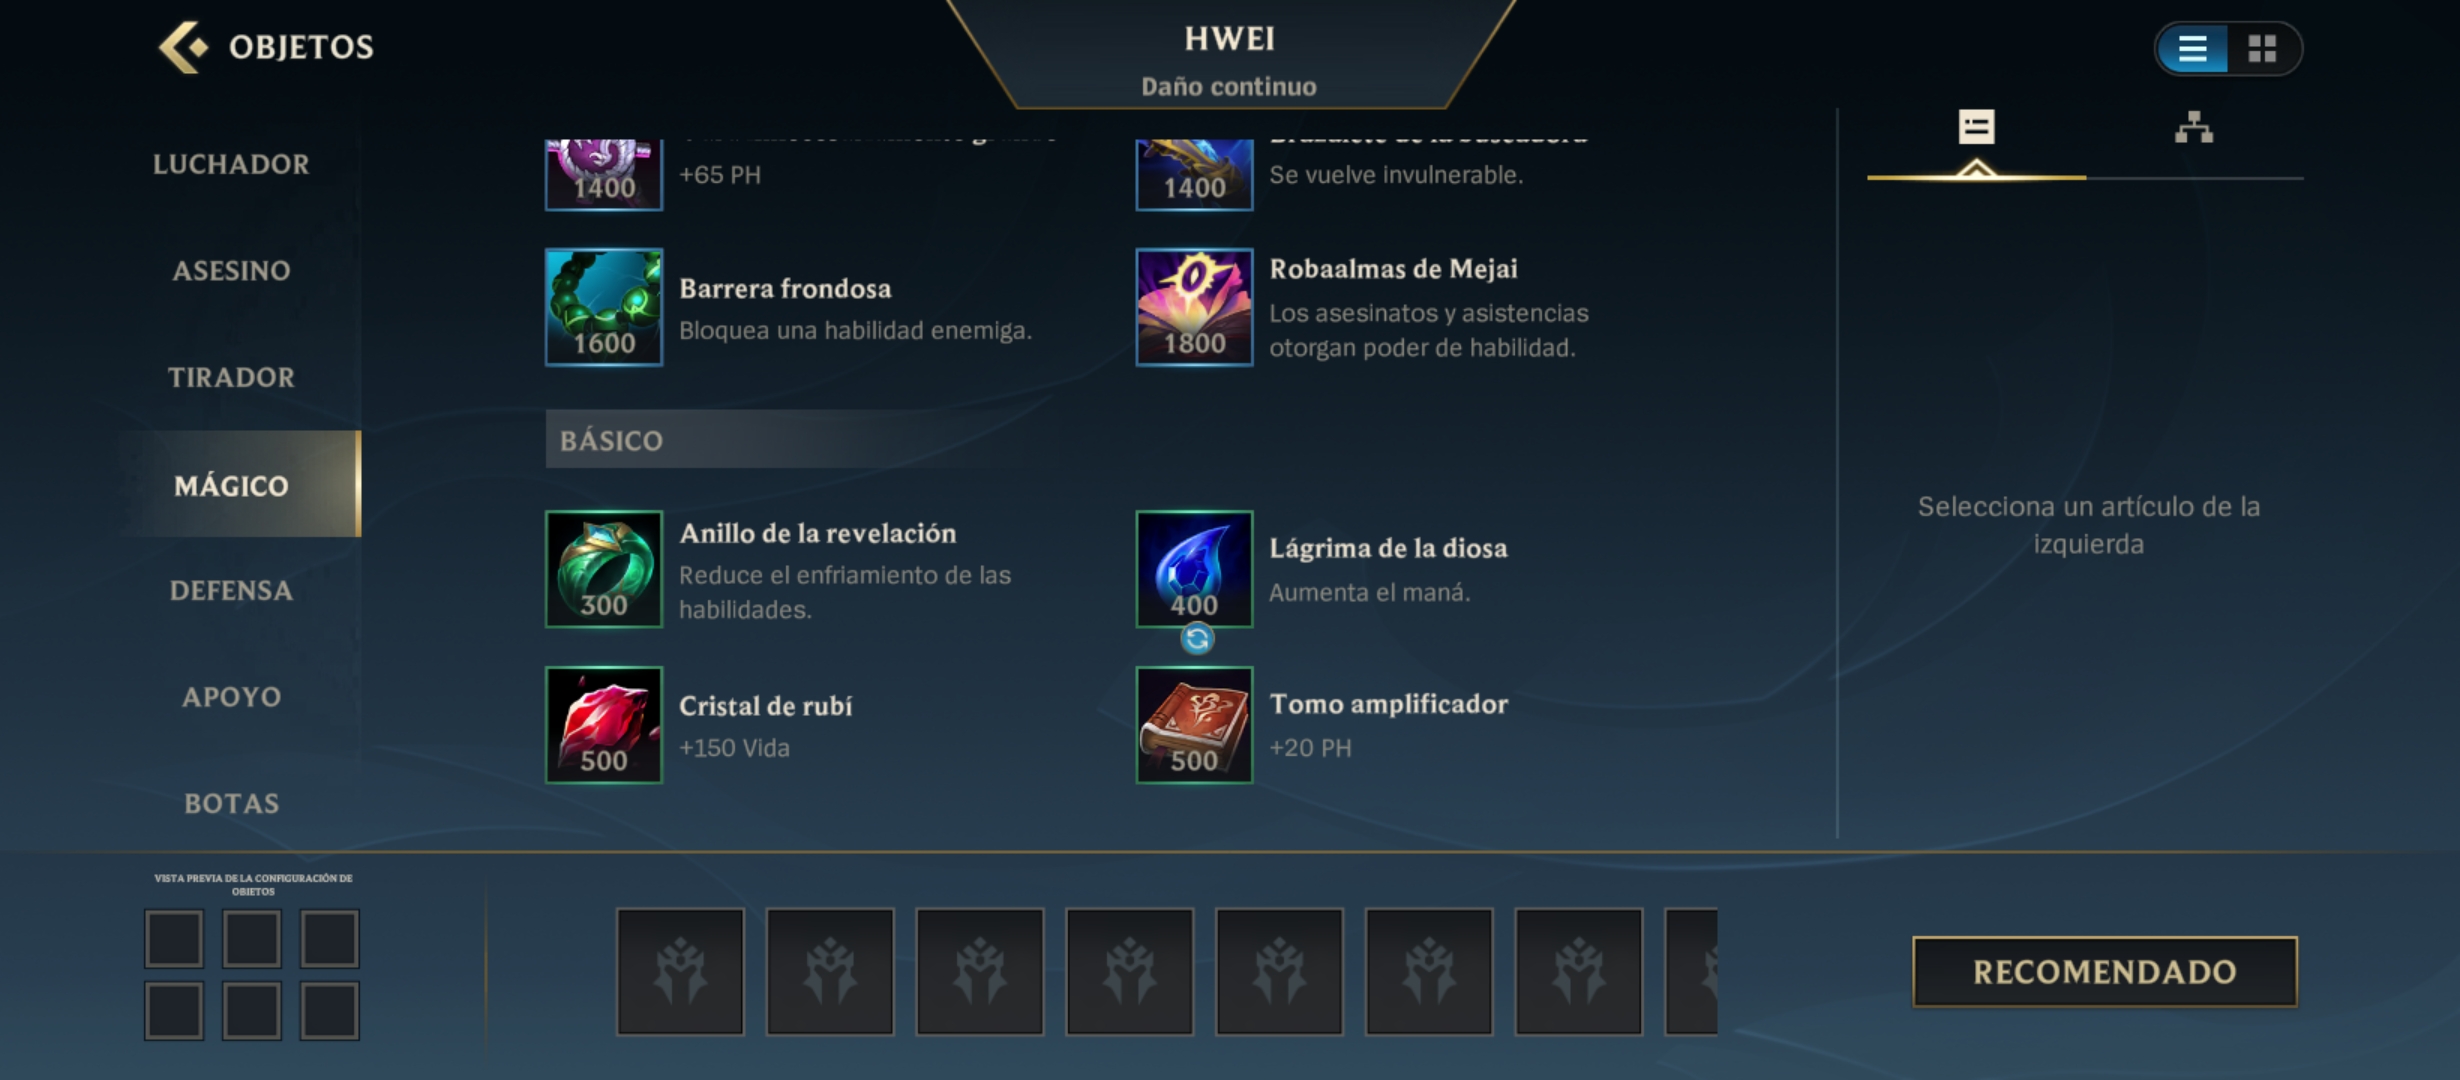 OBJETOS
HWEI
Daño continuo
LUCHADOR
ASESINO
TIRADOR
MÁGICO
DEFENSA
APOYO
BOTAS
1400
+65 PH
1400
Brazalete de la buscadora
Se vuelve invulnerable.
1600
Barrera frondosa
Bloquea una habilidad enemiga.
1800
Robaalmas de Mejai
Los asesinatos y asistencias
otorgan poder de habilidad.
BÁSICO
300
Anillo de la revelación
Reduce el enfriamiento de las
habilidades.
400
Lágrima de la diosa
Aumenta el maná.
500
Cristal de rubí
+150 Vida
500
Tomo amplificador
+20 PH
Selecciona un artículo de la
izquierda
VISTA PREVIA DE LA CONFIGURACIÓN DE
OBJETOS
RECOMENDADO